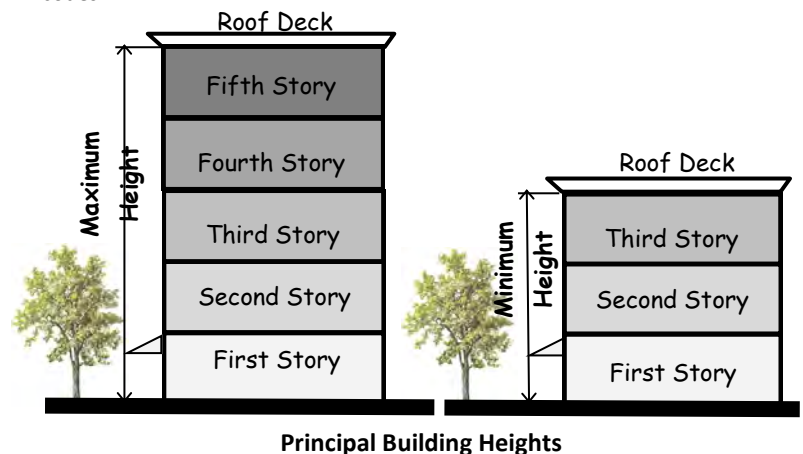 Roof Deck
Fifth Story
Fourth Story
Third Story
Second Story
First Story
Maximum
Height
Roof Deck
Third Story
Second Story
First Story
Minimum
Height
Principal Building Heights